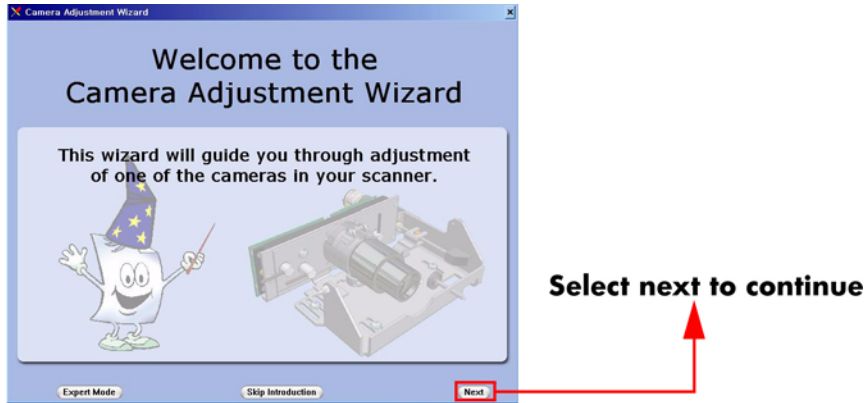 Camera Adjustment Wizard
Welcome to the
Camera Adjustment Wizard
This wizard will guide you through adjustment
of one of the cameras in your scanner.
Select next to continue
Expert Mode
Skip Introduction
Next